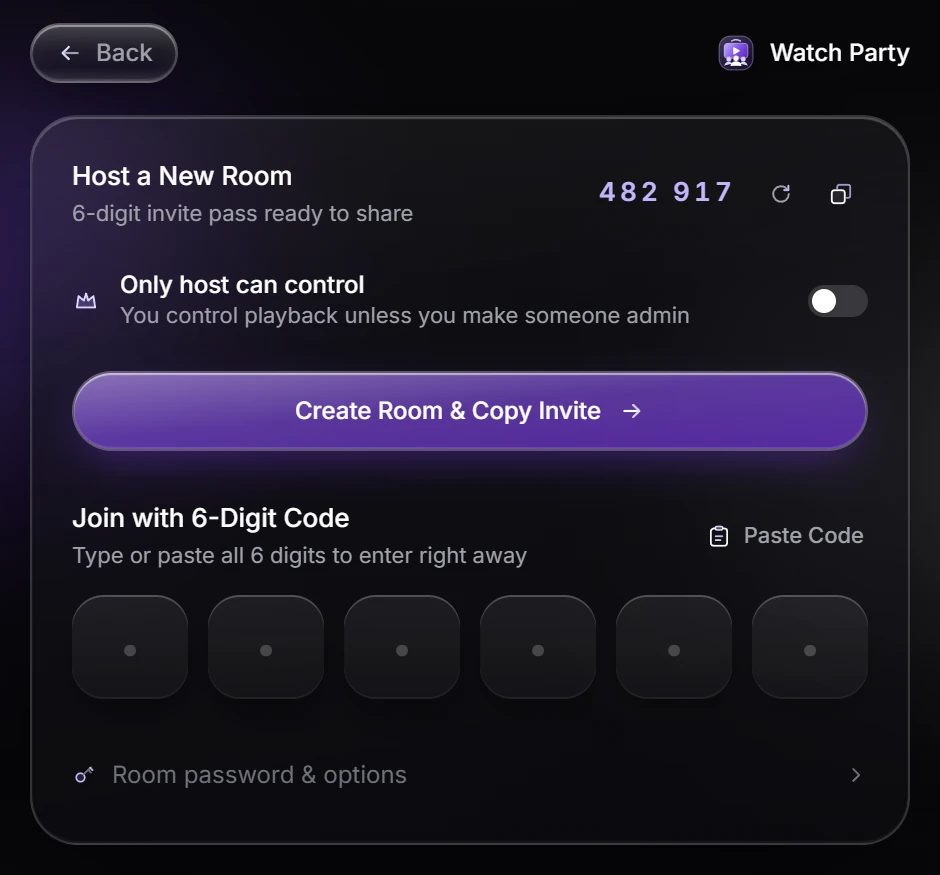 Back
Watch Party
Host a New Room
6-digit invite pass ready to share
482 917
Only host can control
You control playback unless you make someone admin
Create Room & Copy Invite
Join with 6-Digit Code
Type or paste all 6 digits to enter right away
Paste Code
Room password & options